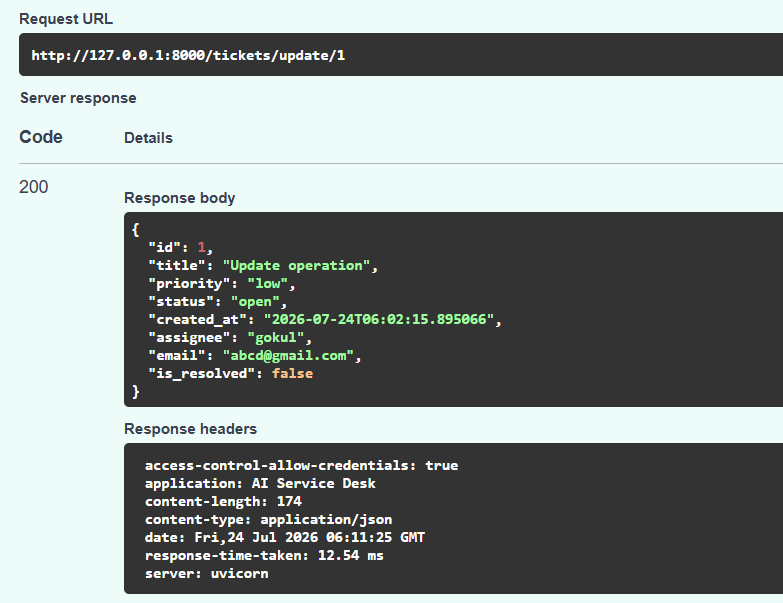 Request URL
http://127.0.0.1:8000/tickets/update/1
Server response
Code Details
200
Response body
{
  "id": 1,
  "title": "Update operation",
  "priority": "low",
  "status": "open",
  "created_at": "2026-07-24T06:02:15.895066",
  "assignee": "gokul",
  "email": "abcd@gmail.com",
  "is_resolved": false
}
Response headers
access-control-allow-credentials: true
application: AI Service Desk
content-length: 174
content-type: application/json
date: Fri,24 Jul 2026 06:11:25 GMT
response-time-taken: 12.54 ms
server: uvicorn